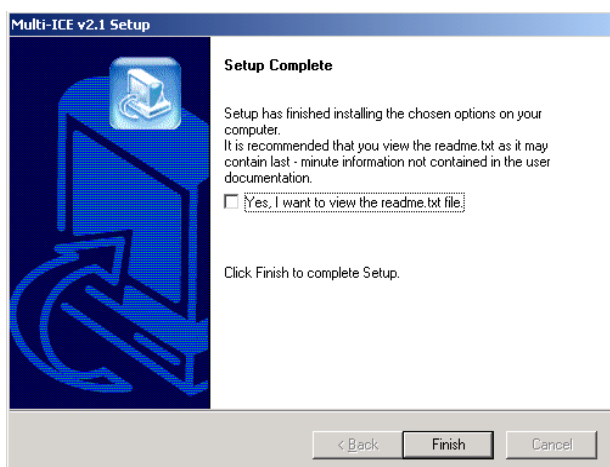 Multi-ICE v2.1 Setup
Setup Complete
Setup has finished installing the chosen options on your
computer.
It is recommended that you view the readme.txt as it may
contain last - minute information not contained in the user
documentation.
Yes, I want to view the readme.txt file.
Click Finish to complete Setup.
< Back Finish Cancel